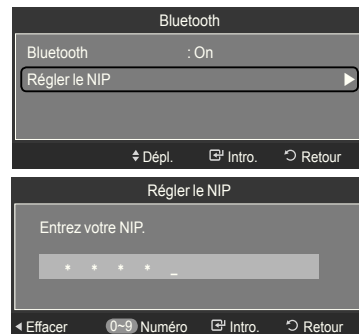 Bluetooth
Bluetooth : On
Régler le NIP ▶
Dépl. Intro. Retour
Régler le NIP
Entrez votre NIP.
* * * * _
◀ Effacer 0~9 Numéro Intro. Retour